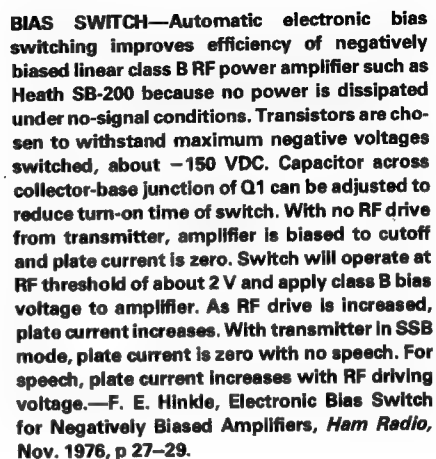 BIAS SWITCH—Automatic electronic bias
switching improves efficiency of negatively
biased linear class B RF power amplifier such as
Heath SB-200 because no power is dissipated
under no-signal conditions. Transistors are cho-
sen to withstand maximum negative voltages
switched, about −150 VDC. Capacitor across
collector-base junction of Q1 can be adjusted to
reduce turn-on time of switch. With no RF drive
from transmitter, amplifier is biased to cutoff
and plate current is zero. Switch will operate at
RF threshold of about 2 V and apply class B bias
voltage to amplifier. As RF drive is increased,
plate current increases. With transmitter in SSB
mode, plate current is zero with no speech. For
speech, plate current increases with RF driving
voltage.—F. E. Hinkle, Electronic Bias Switch
for Negatively Biased Amplifiers, Ham Radio,
Nov. 1976, p 27–29.